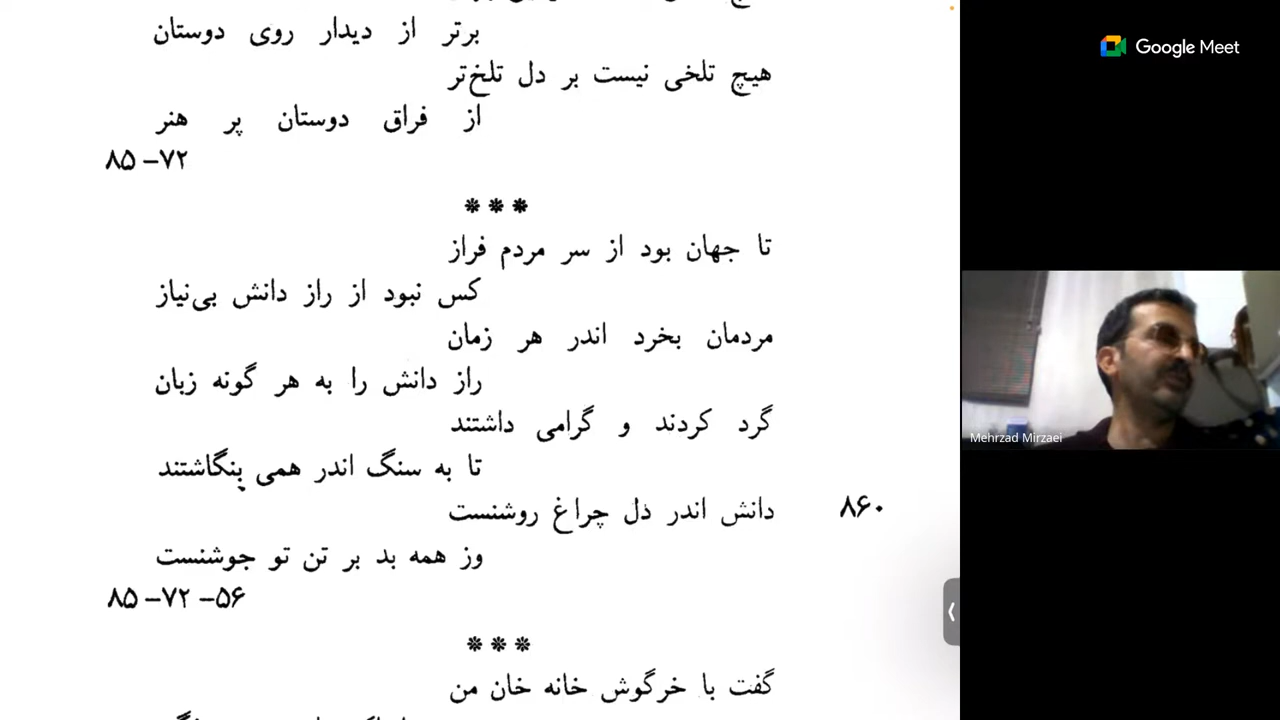 برتر از دیدار روی دوستان
هیچ تلخی نیست بر دل تلخ‌تر
از فراق دوستان پر هنر
۸۵ –۷۲
***
تا جهان بود از سر مردم فراز
کس نبود از راز دانش بی‌نیاز
مردمان بخرد اندر هر زمان
راز دانش را به هر گونه زبان
گرد کردند و گرامی داشتند
تا به سنگ اندر همی بنگاشتند
دانش اندر دل چراغ روشنست
۸۶۰
وز همه بد بر تن تو جوشنست
۸۵ –۷۲ –۵۶
***
گفت با خرگوش خانه خان من
Google Meet
Mehrzad Mirzaei